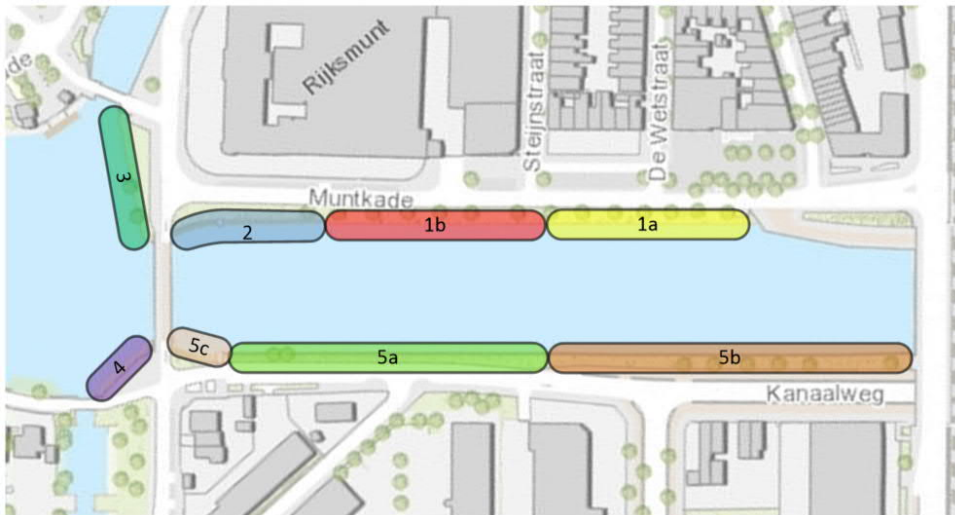 Rijksmunt
Steijnstraat
De Wetstraat
Muntkade
3
2
1b
1a
4
5c
5a
5b
Kanaalweg